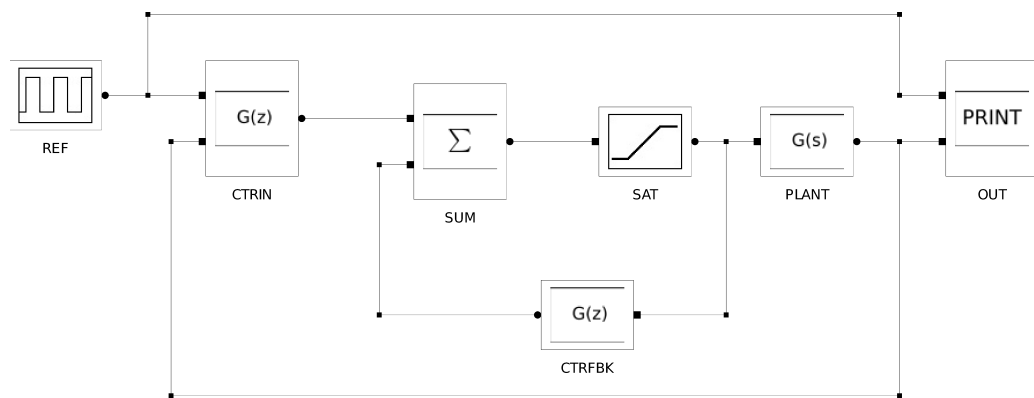 G(z)
PRINT
Σ
G(s)
REF
CTRIN
SAT
PLANT
OUT
SUM
G(z)
CTRFBK